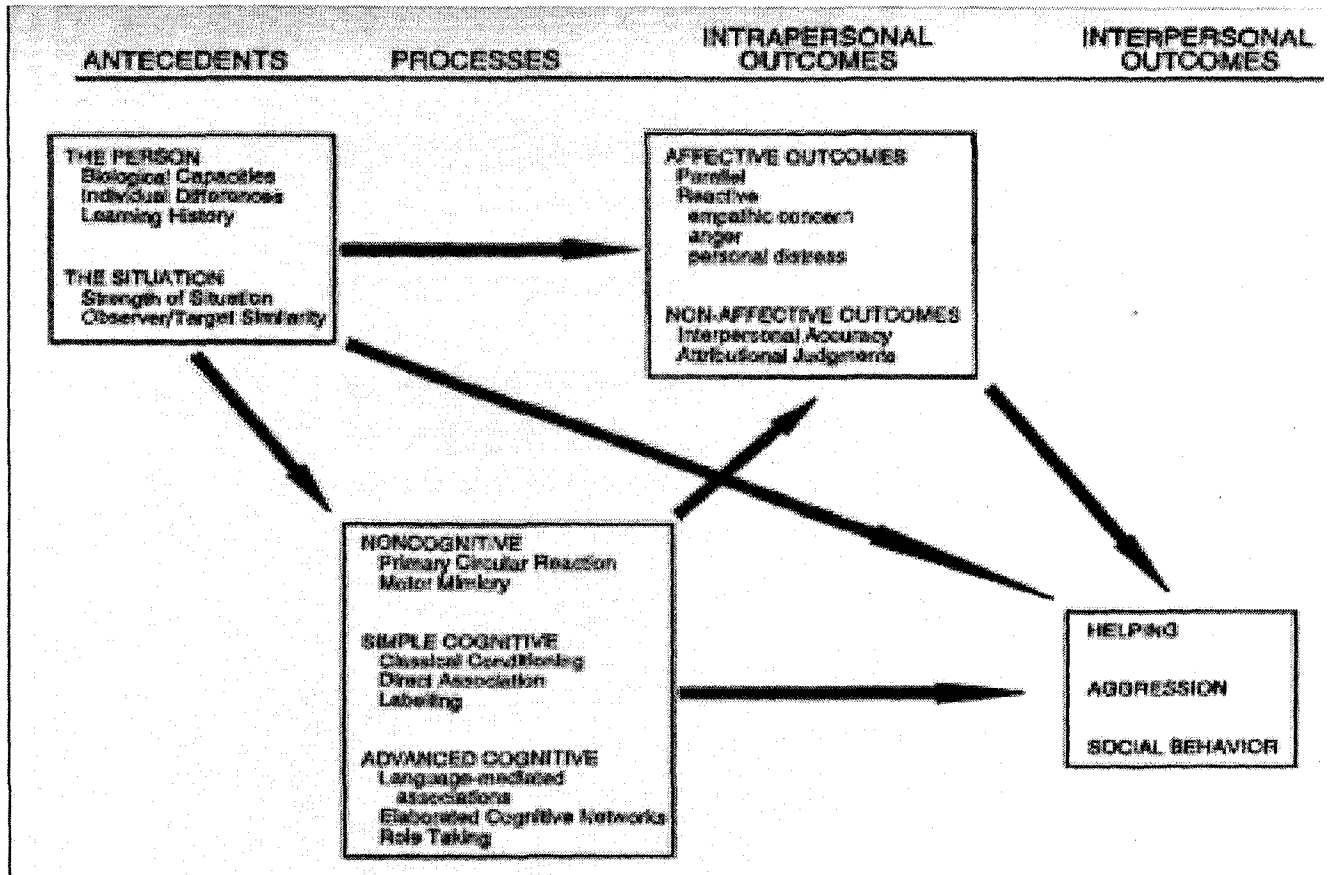 ANTECEDENTS
PROCESSES
INTRAPERSONAL
OUTCOMES
INTERPERSONAL
OUTCOMES
THE PERSON
Biological Capacities
Individual Differences
Learning History
THE SITUATION
Strength of Situation
Observer/Target Similarity
AFFECTIVE OUTCOMES
Parallel
Reactive
empathic concern
anger
personal distress
NON-AFFECTIVE OUTCOMES
Interpersonal Accuracy
Attributional Judgments
NONCOGNITIVE
Primary Circular Reaction
Motor Mimicry
SIMPLE COGNITIVE
Classical Conditioning
Direct Association
Labelling
ADVANCED COGNITIVE
Language-mediated
associations
Elaborated Cognitive Networks
Role Taking
HELPING
AGGRESSION
SOCIAL BEHAVIOR